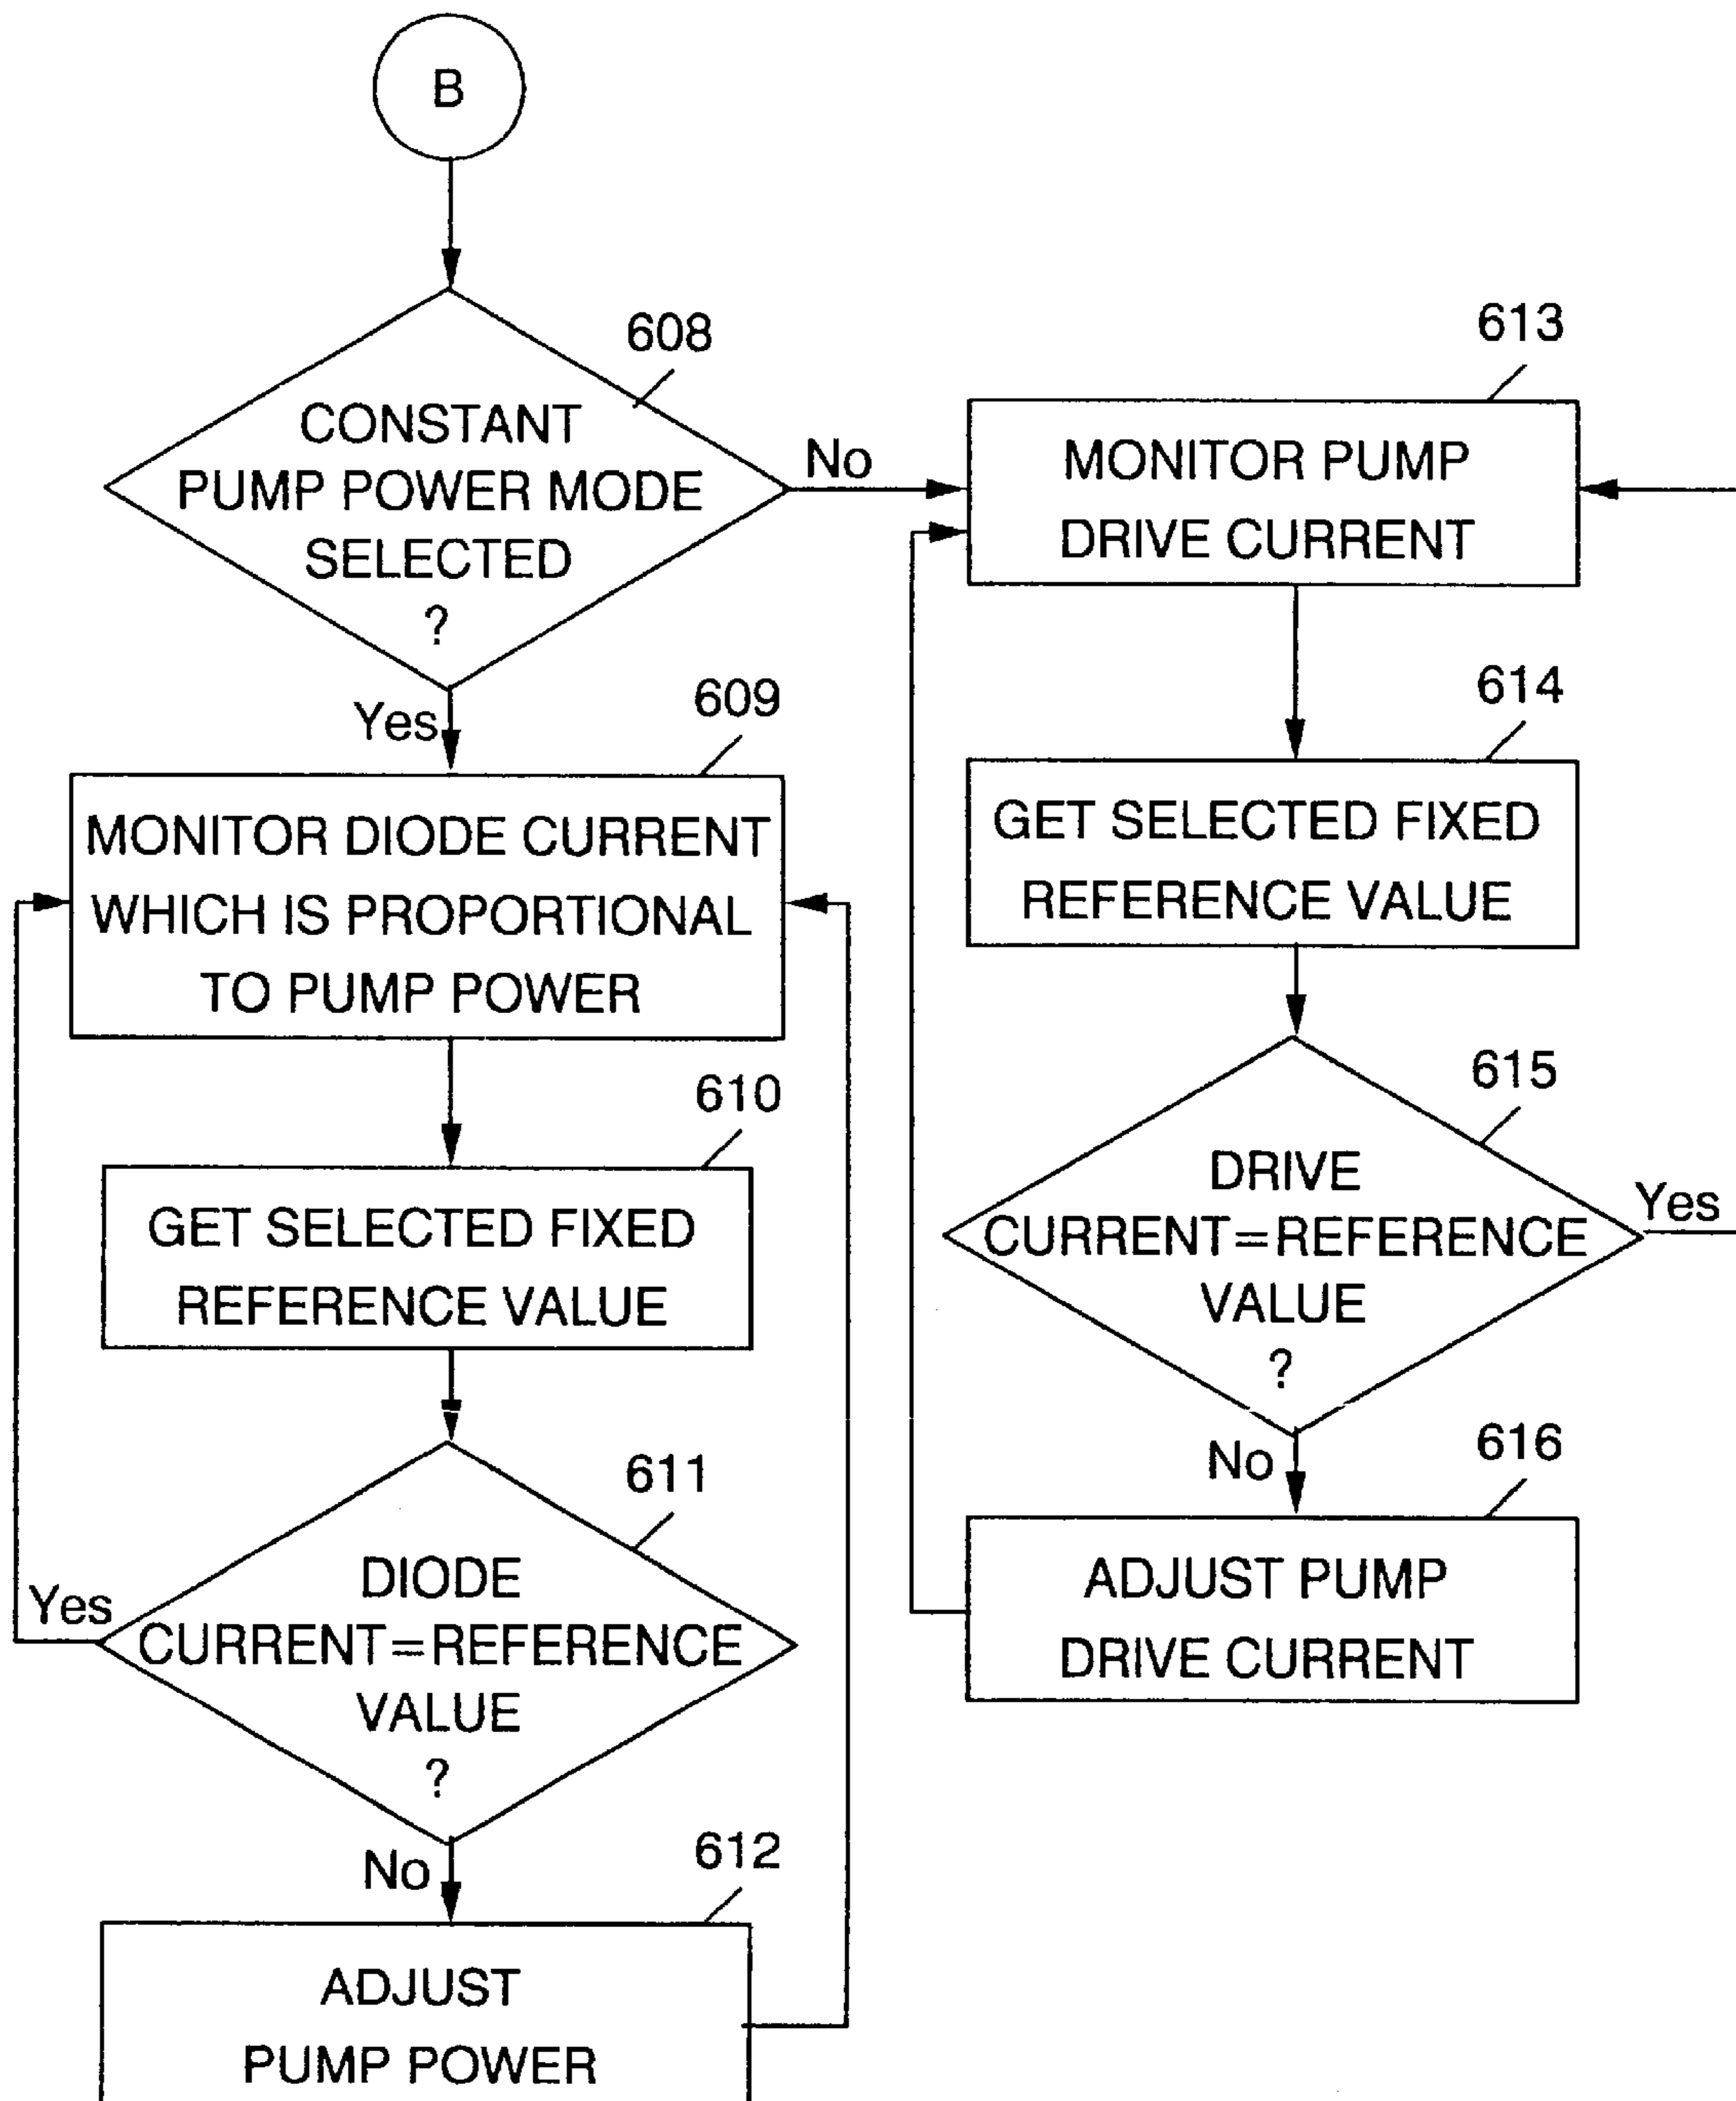 B
608
CONSTANT
PUMP POWER MODE
SELECTED
?
No
Yes
609
MONITOR DIODE CURRENT
WHICH IS PROPORTIONAL
TO PUMP POWER
610
GET SELECTED FIXED
REFERENCE VALUE
611
DIODE
CURRENT=REFERENCE
VALUE
?
Yes
No
612
ADJUST
PUMP POWER
613
MONITOR PUMP
DRIVE CURRENT
614
GET SELECTED FIXED
REFERENCE VALUE
615
DRIVE
CURRENT=REFERENCE
VALUE
?
Yes
No
616
ADJUST PUMP
DRIVE CURRENT